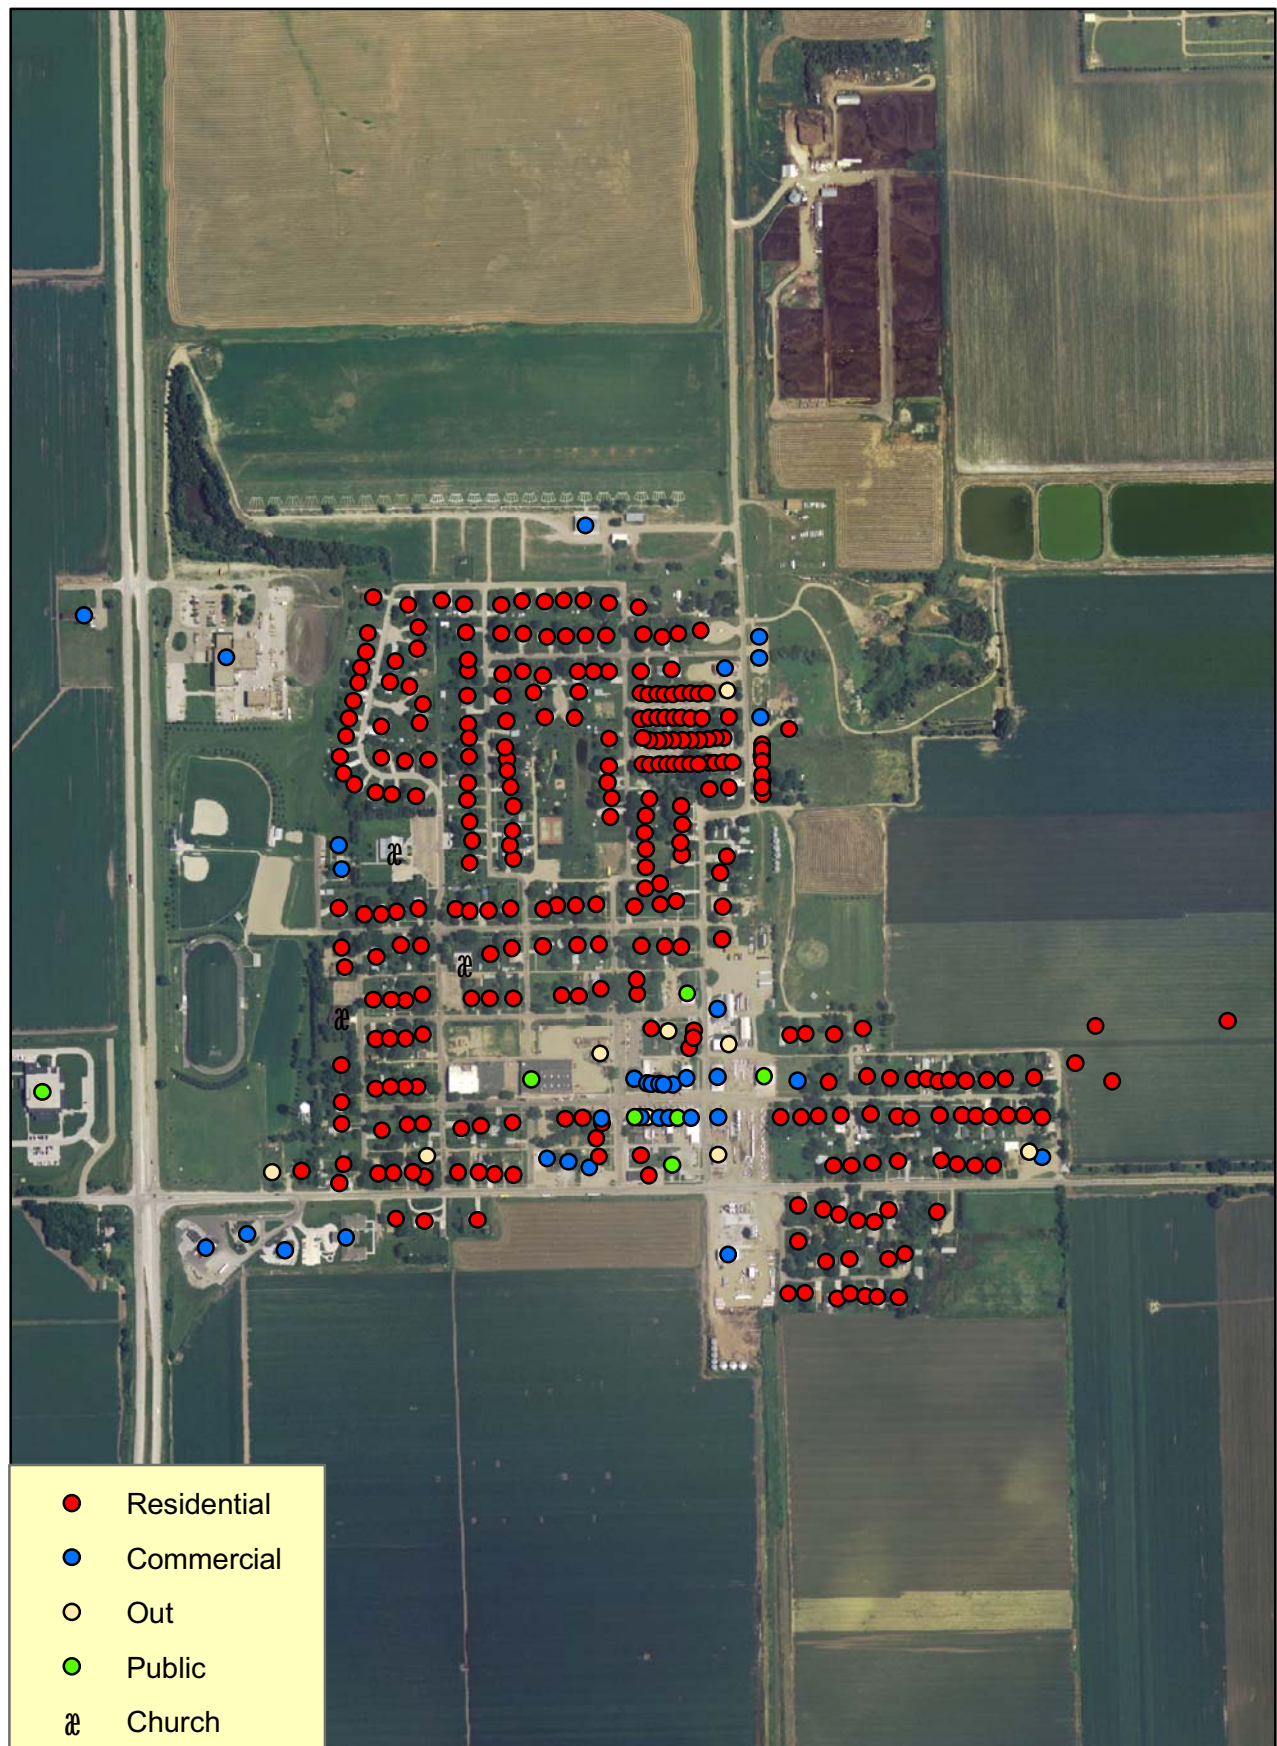 æ
æ
æ
Residential
Commercial
Out
Public
æ Church